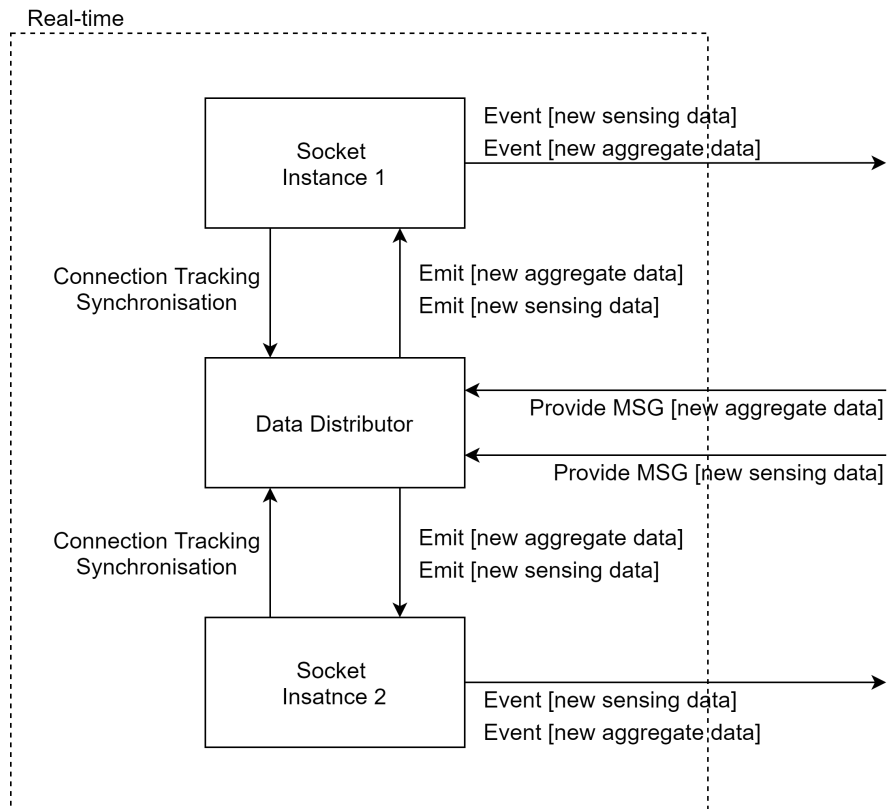 Real-time
Event [new sensing data]
Event [new aggregate data]
Socket
Instance 1
Connection Tracking
Synchronisation
Emit [new aggregate data]
Emit [new sensing data]
Provide MSG [new aggregate data]
Data Distributor
Provide MSG [new sensing data]
Connection Tracking
Synchronisation
Emit [new aggregate data]
Emit [new sensing data]
Socket
Insatnce 2
Event [new sensing data]
Event [new aggregate data]